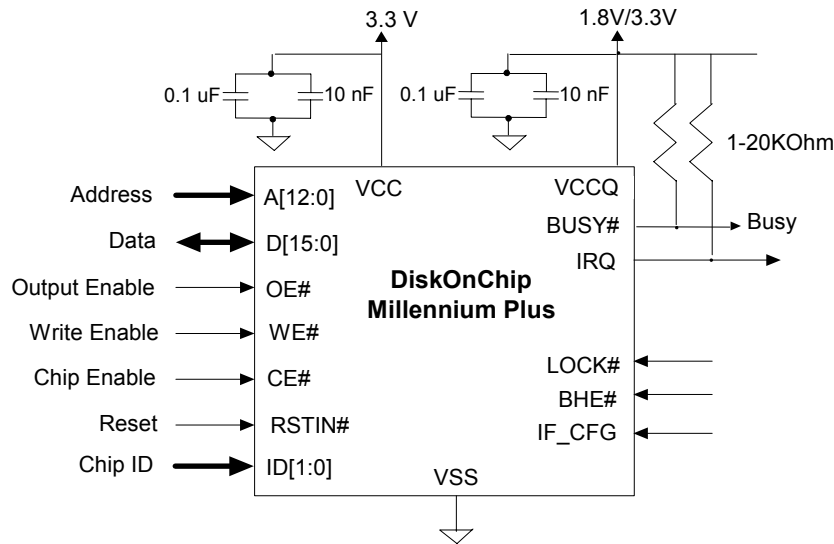 3.3 V
1.8V/3.3V
0.1 uF
10 nF
0.1 uF
10 nF
1-20KOhm
VCC
VCCQ
Address
A[12:0]
BUSY#
Busy
Data
D[15:0]
IRQ
DiskOnChip
Millennium Plus
Output Enable
OE#
Write Enable
WE#
LOCK#
Chip Enable
CE#
BHE#
Reset
RSTIN#
IF_CFG
Chip ID
ID[1:0]
VSS